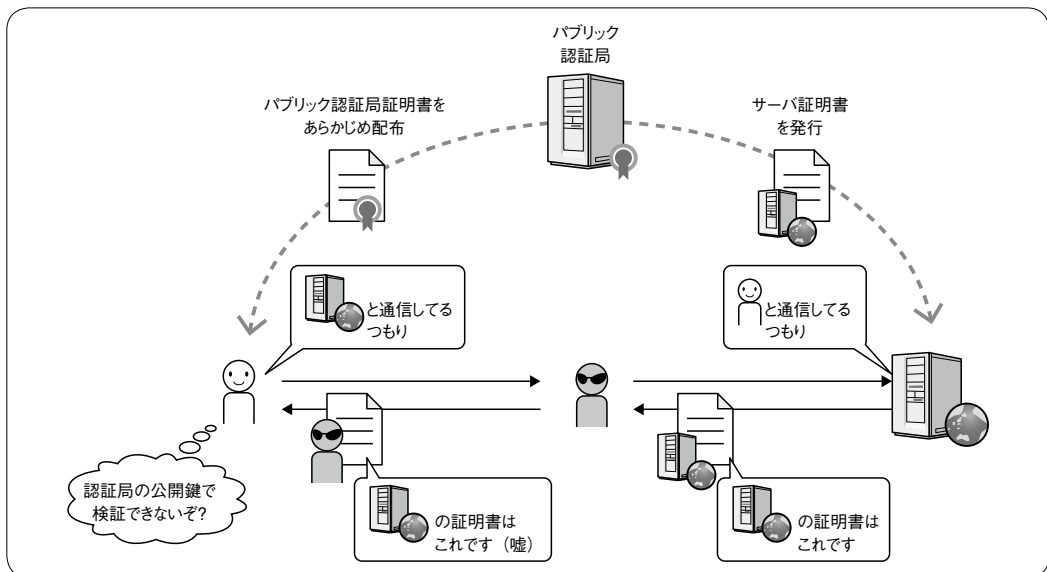 パブリック
認証局
パブリック認証局証明書を
あらかじめ配布
サーバ証明書
を発行
と通信してる
つもり
と通信してる
つもり
認証局の公開鍵で
検証できないぞ?
の証明書は
これです（嘘）
の証明書は
これです